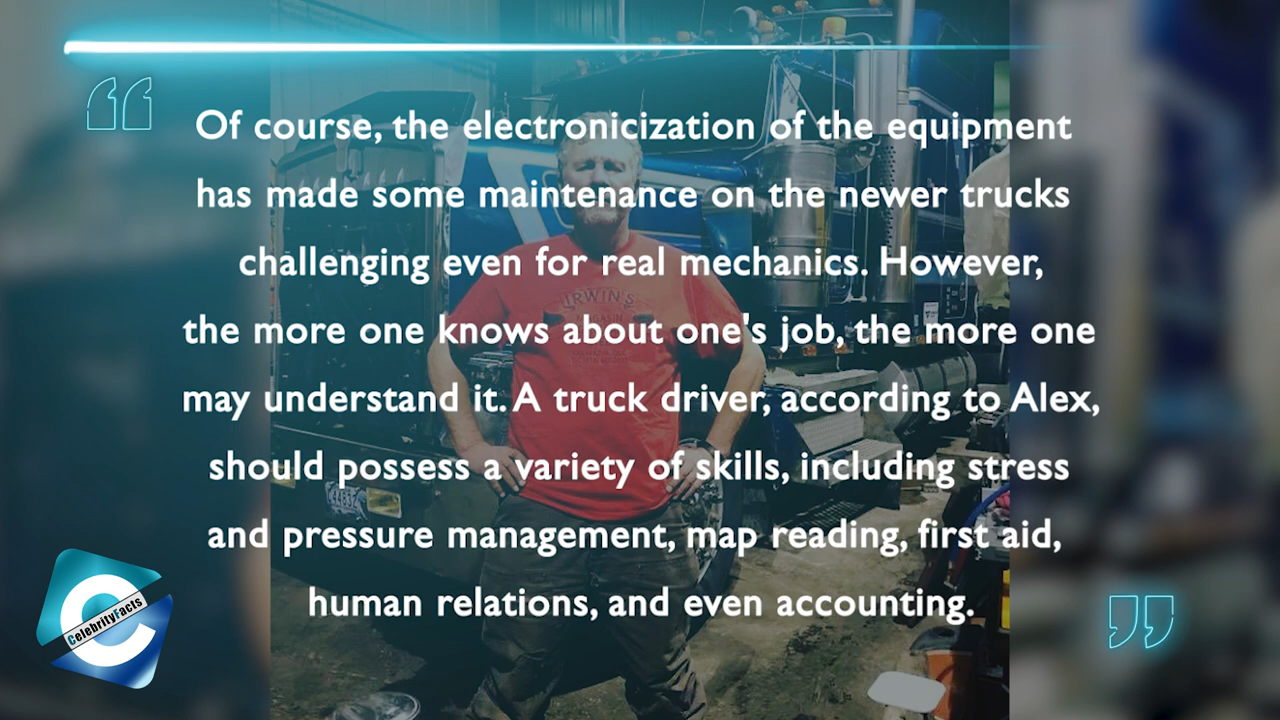 Of course, the electronicization of the equipment
has made some maintenance on the newer trucks
challenging even for real mechanics. However,
the more one knows about one's job, the more one
may understand it. A truck driver, according to Alex,
should possess a variety of skills, including stress
and pressure management, map reading, first aid,
human relations, and even accounting.
IRWIN'S
CelebrityFacts